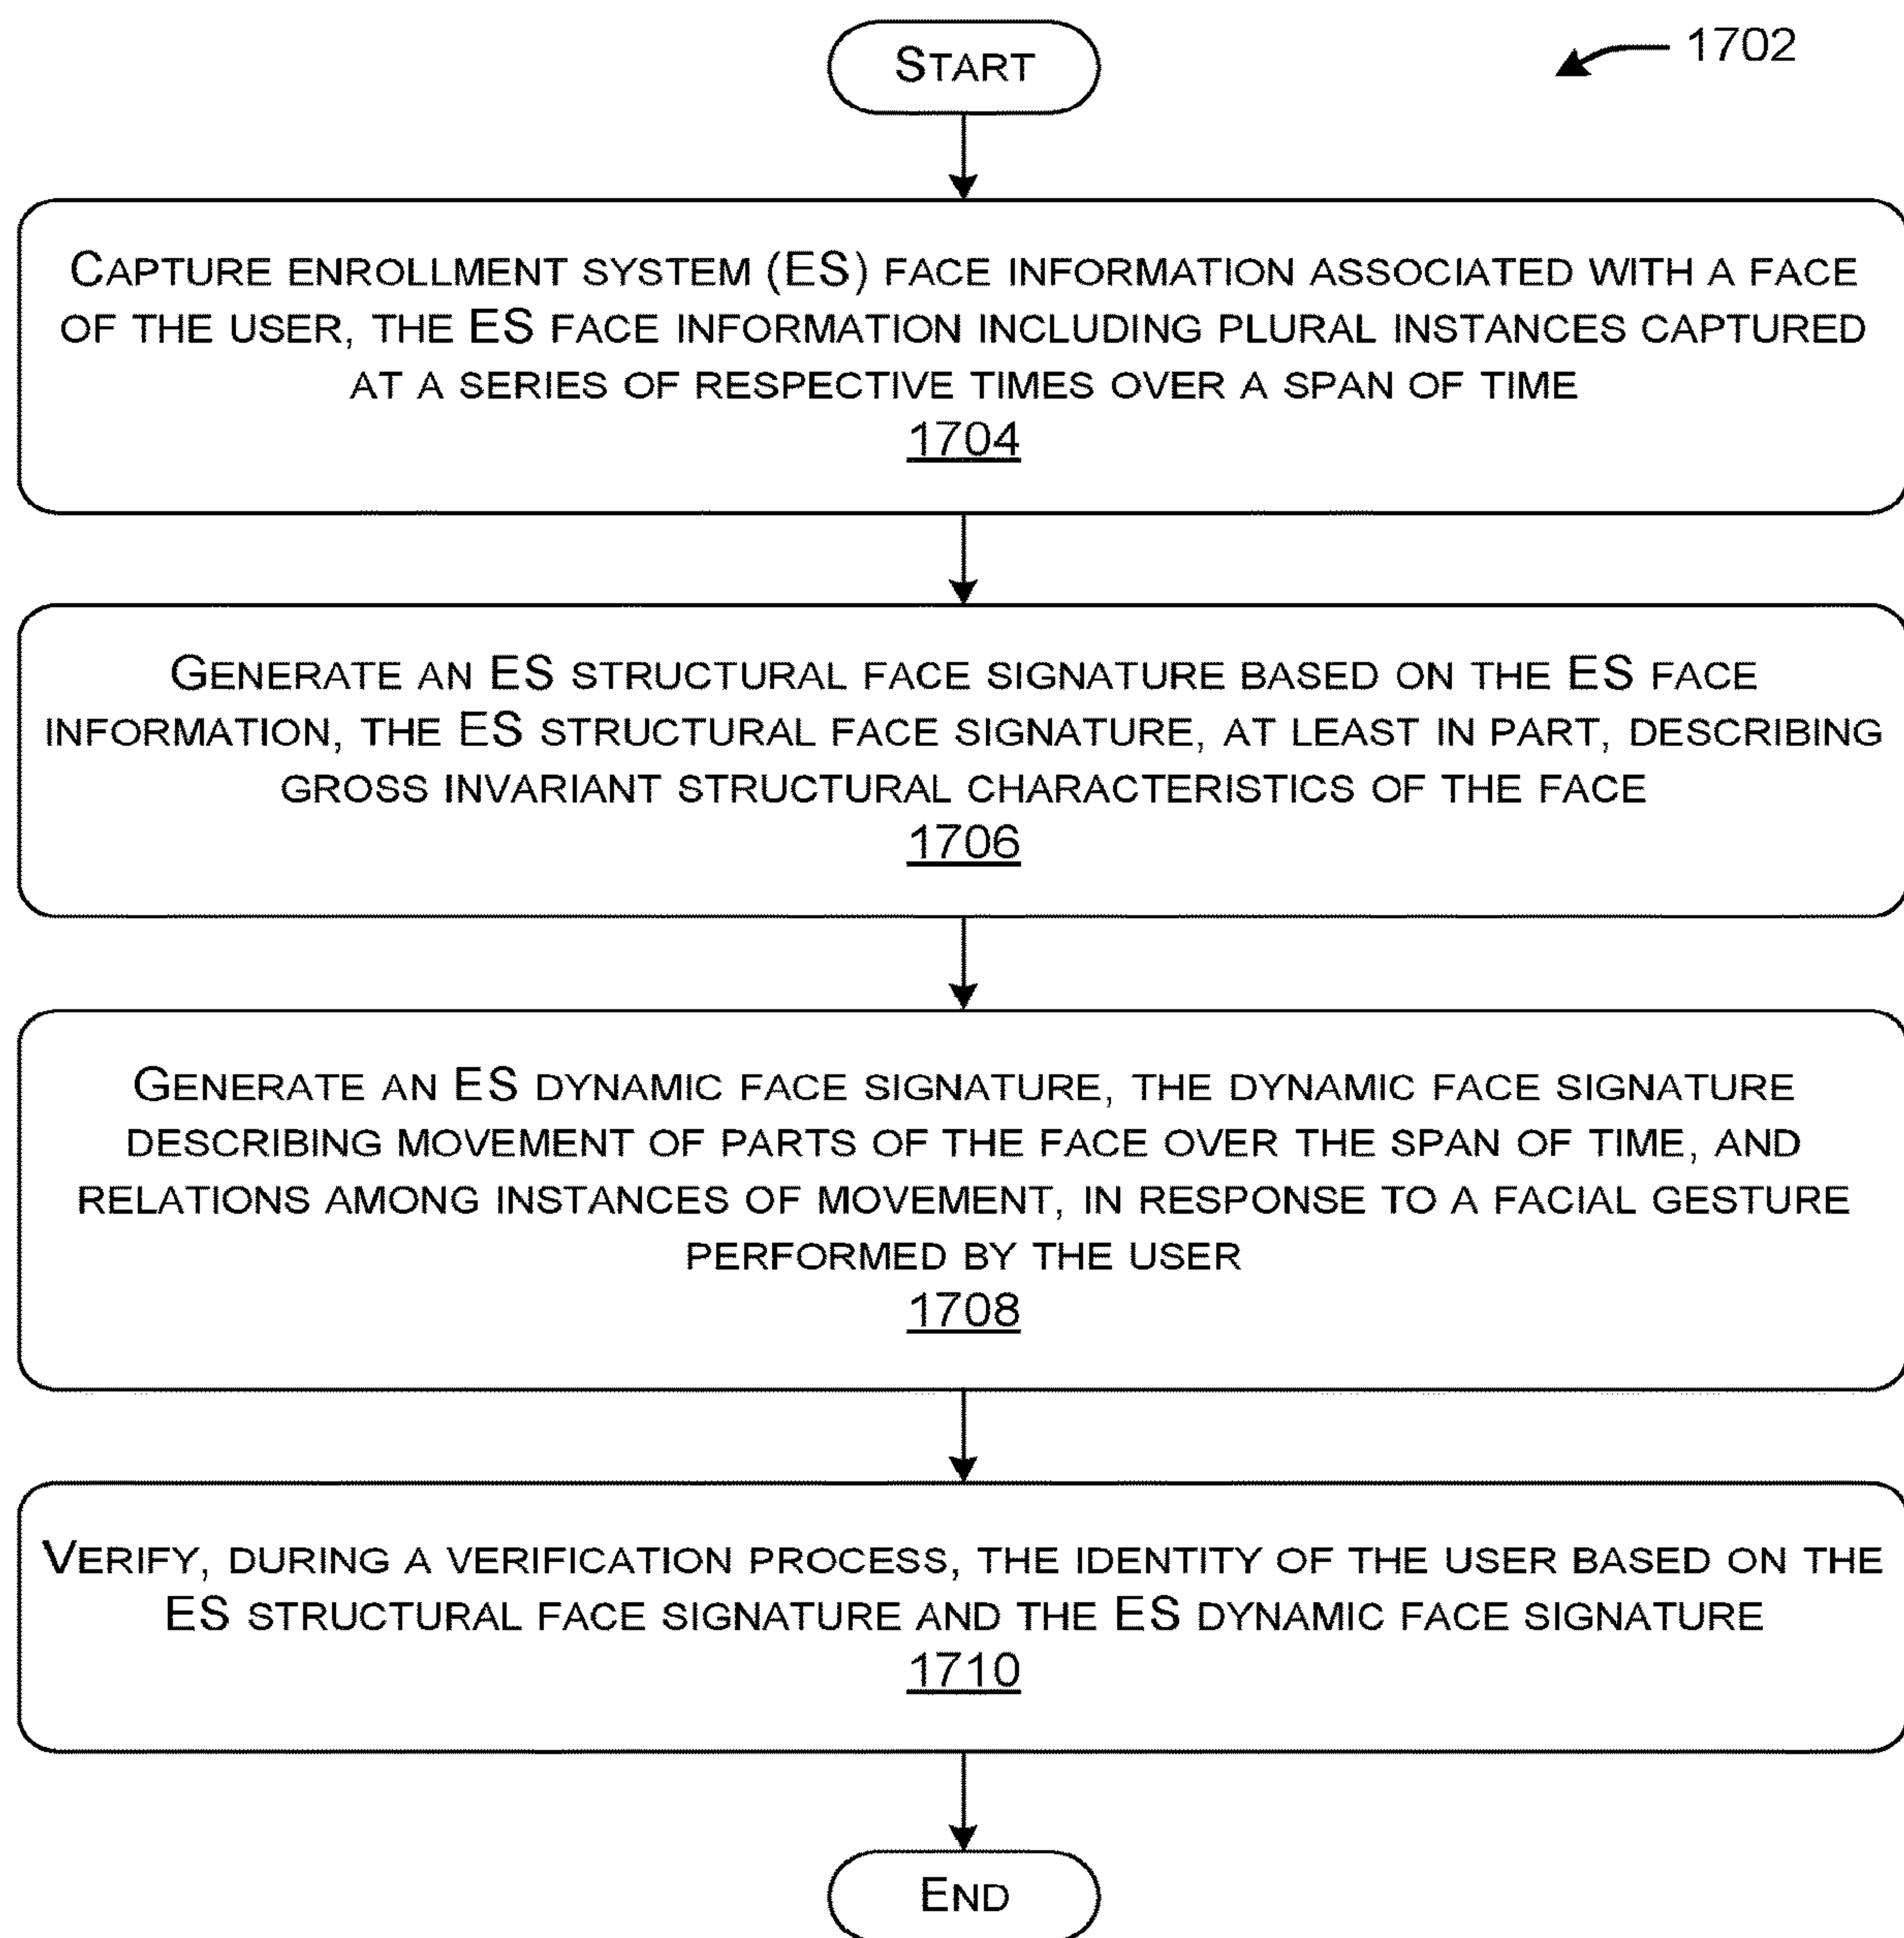 START
1702
CAPTURE ENROLLMENT SYSTEM (ES) FACE INFORMATION ASSOCIATED WITH A FACE
OF THE USER, THE ES FACE INFORMATION INCLUDING PLURAL INSTANCES CAPTURED
AT A SERIES OF RESPECTIVE TIMES OVER A SPAN OF TIME
1704
GENERATE AN ES STRUCTURAL FACE SIGNATURE BASED ON THE ES FACE
INFORMATION, THE ES STRUCTURAL FACE SIGNATURE, AT LEAST IN PART, DESCRIBING
GROSS INVARIANT STRUCTURAL CHARACTERISTICS OF THE FACE
1706
GENERATE AN ES DYNAMIC FACE SIGNATURE, THE DYNAMIC FACE SIGNATURE
DESCRIBING MOVEMENT OF PARTS OF THE FACE OVER THE SPAN OF TIME, AND
RELATIONS AMONG INSTANCES OF MOVEMENT, IN RESPONSE TO A FACIAL GESTURE
PERFORMED BY THE USER
1708
VERIFY, DURING A VERIFICATION PROCESS, THE IDENTITY OF THE USER BASED ON THE
ES STRUCTURAL FACE SIGNATURE AND THE ES DYNAMIC FACE SIGNATURE
1710
END